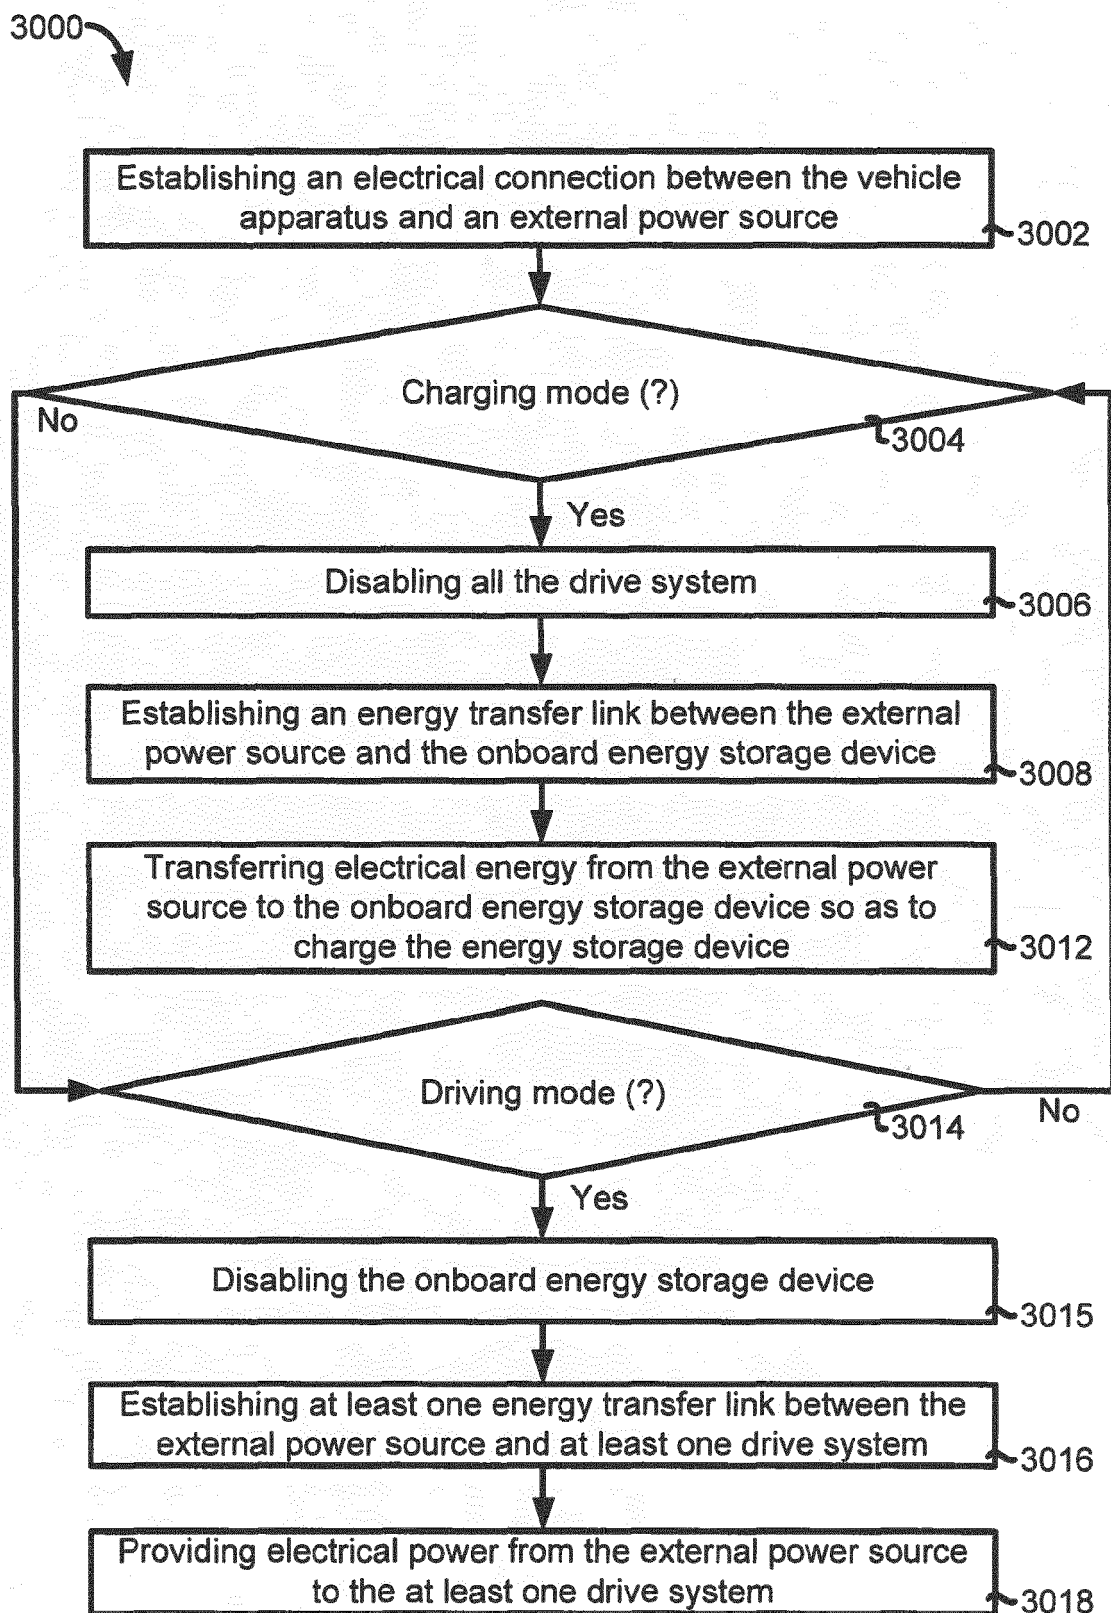 3000
Establishing an electrical connection between the vehicle
apparatus and an external power source
3002
Charging mode (?)
No
3004
Yes
Disabling all the drive system
3006
Establishing an energy transfer link between the external
power source and the onboard energy storage device
3008
Transferring electrical energy from the external power
source to the onboard energy storage device so as to
charge the energy storage device
3012
Driving mode (?)
3014
No
Yes
Disabling the onboard energy storage device
3015
Establishing at least one energy transfer link between the
external power source and at least one drive system
3016
Providing electrical power from the external power source
to the at least one drive system
3018